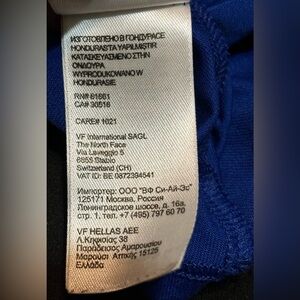 ИЗГОТОВЛЕНО В ГОНДУРАСЕ
HONDURAS'TA YAPILMIŞTIR
ΚΑΤΑΣΚΕΥΑΣΜΕΝΟ ΣΤΗΝ
ΟΝΔΟΥΡΑ
WYPRODUKOWANO W
HONDURASIE
RN# 61661
CA# 30516
CARE# 1021
VF International SAGL
The North Face
Via Laveggio 5
6855 Stabio
Switzerland (CH)
VAT ID: BE 0872394541
Импортер: ООО "ВФ Си-Ай-Эс"
125171 Москва. Россия
Ленинградское шоссе. д. 16а.
стр. 1. тел. +7 (495) 797 60 70
VF HELLAS AEE
Λ.Κηφισίας 38
Παράδεισος Αμαρουσίου
Μαρούσι Αττικής 15125
Ελλάδα